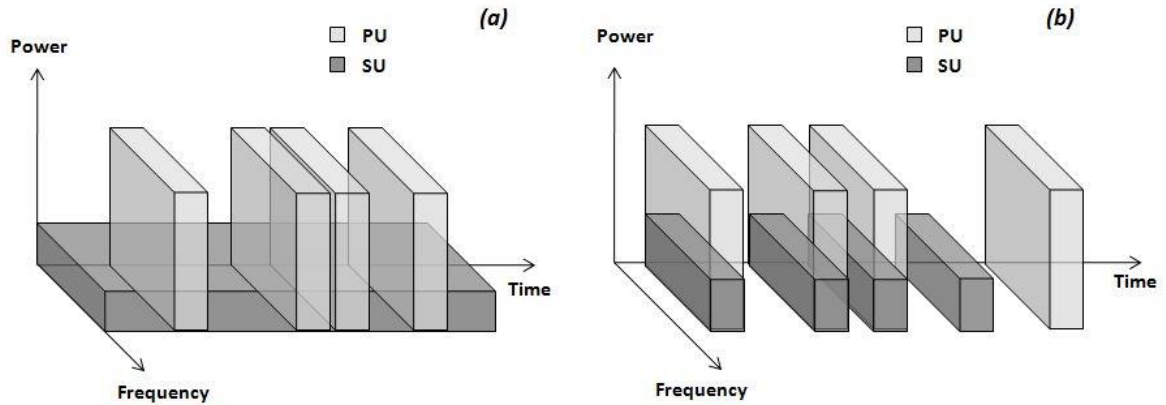 (a)
PU
SU
Power
Time
Frequency
(b)
PU
SU
Power
Time
Frequency